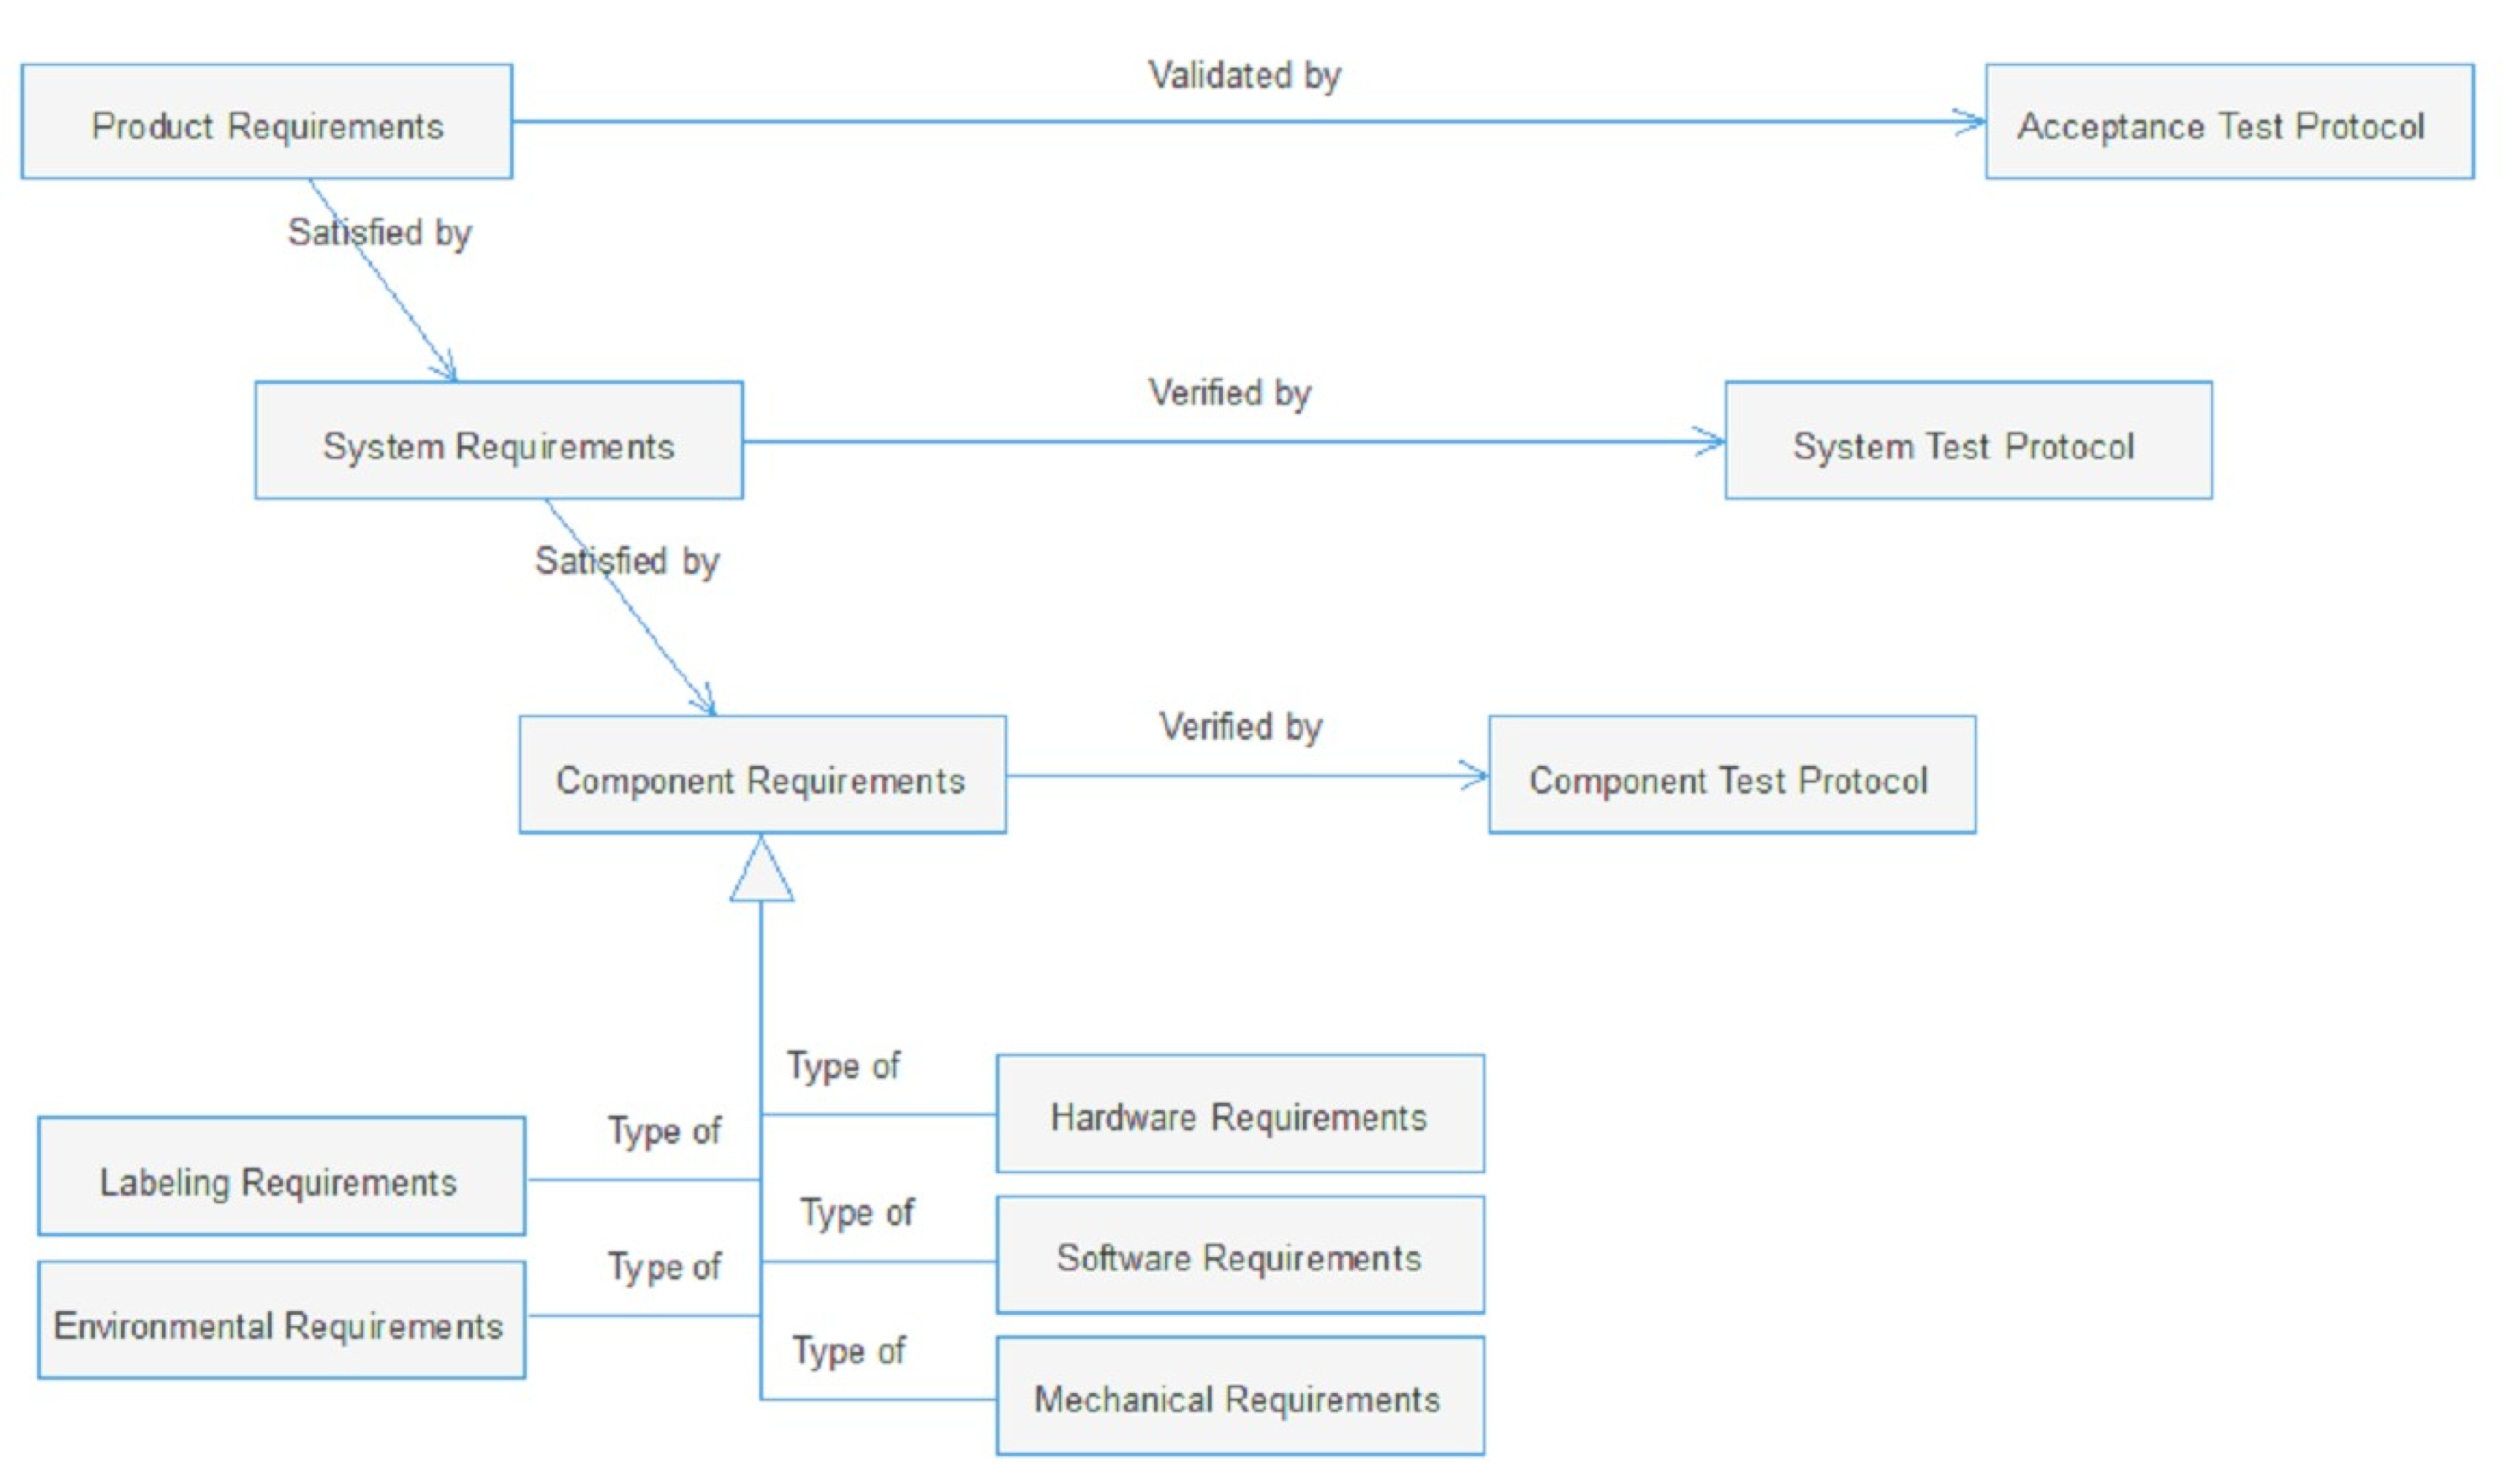 Validated by
Product Requirements
Acceptance Test Protocol
Satisfied by
Verified by
System Requirements
System Test Protocol
Satisfied by
Verified by
Component Requirements
Component Test Protocol
Type of
Hardware Requirements
Type of
Labeling Requirements
Type of
Software Requirements
Type of
Environmental Requirements
Type of
Mechanical Requirements